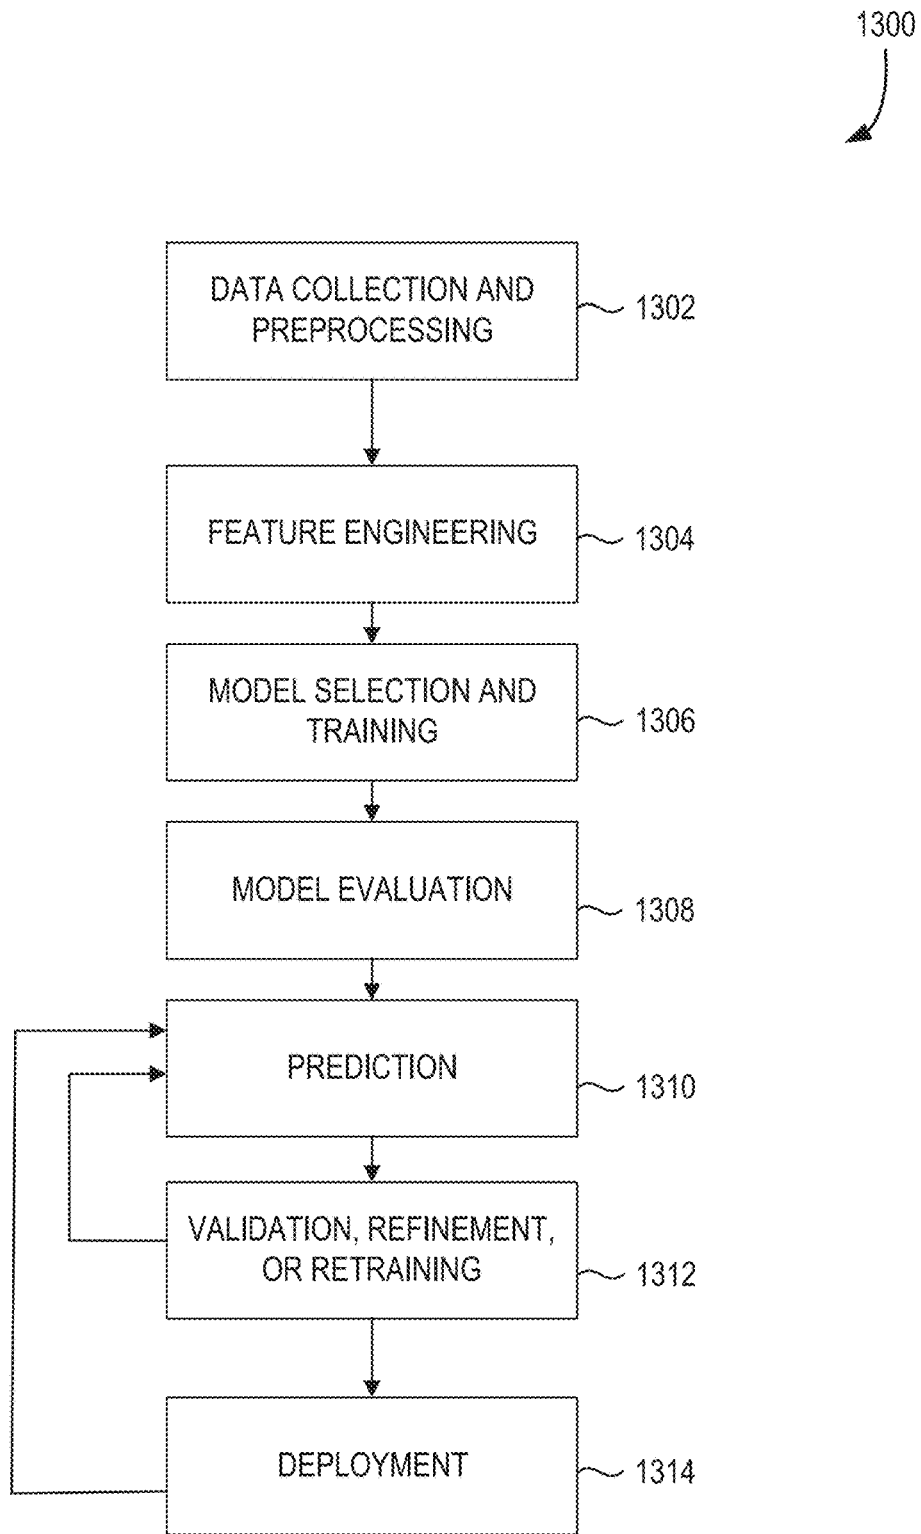 1300
DATA COLLECTION AND
PREPROCESSING
1302
FEATURE ENGINEERING
1304
MODEL SELECTION AND
TRAINING
1306
MODEL EVALUATION
1308
PREDICTION
1310
VALIDATION, REFINEMENT,
OR RETRAINING
1312
DEPLOYMENT
1314